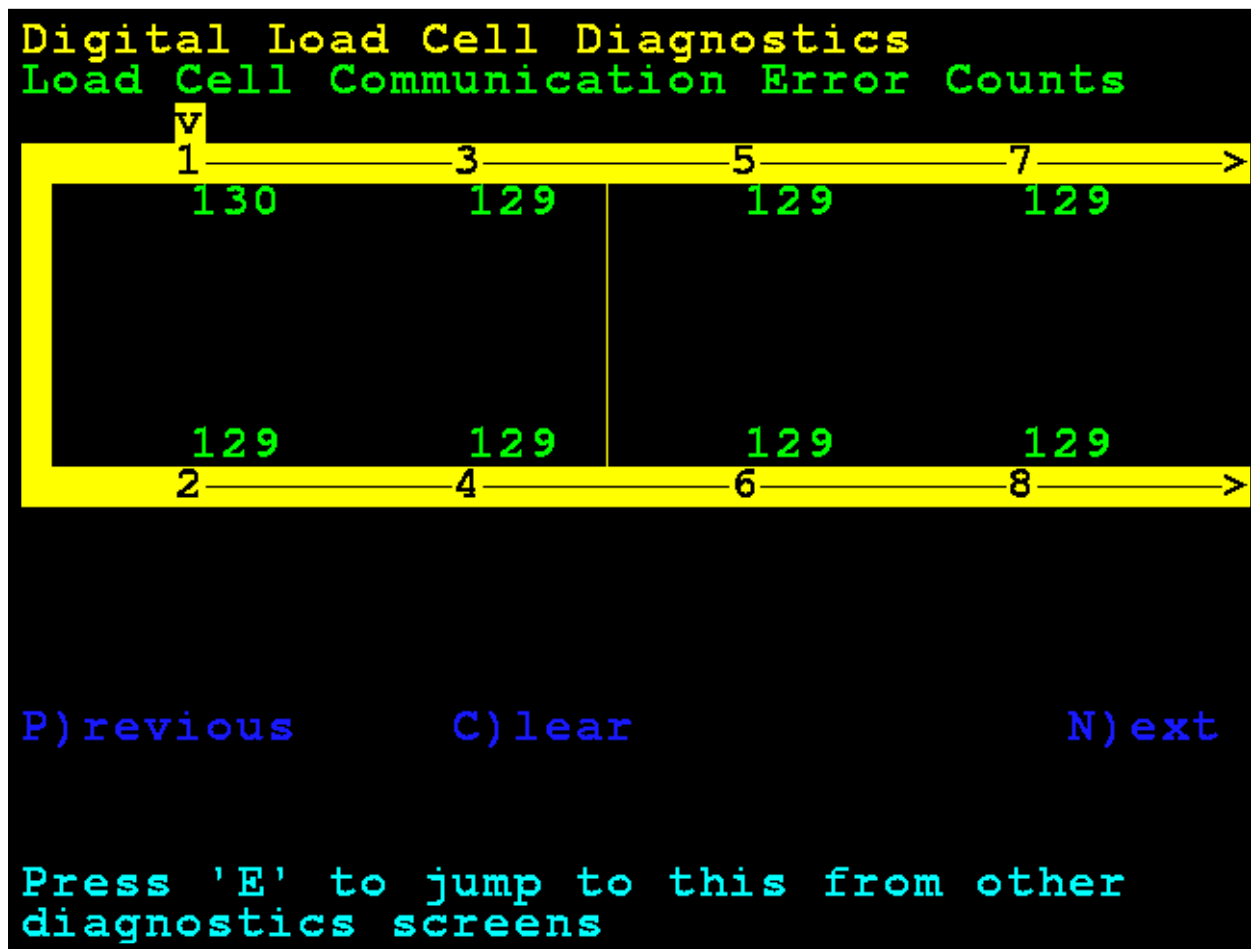 Digital Load Cell Diagnostics
Load Cell Communication Error Counts
v
1 3 5 7 >
130 129 129 129
129 129 129 129
2 4 6 8 >
P)revious C)lear N)ext
Press 'E' to jump to this from other
diagnostics screens